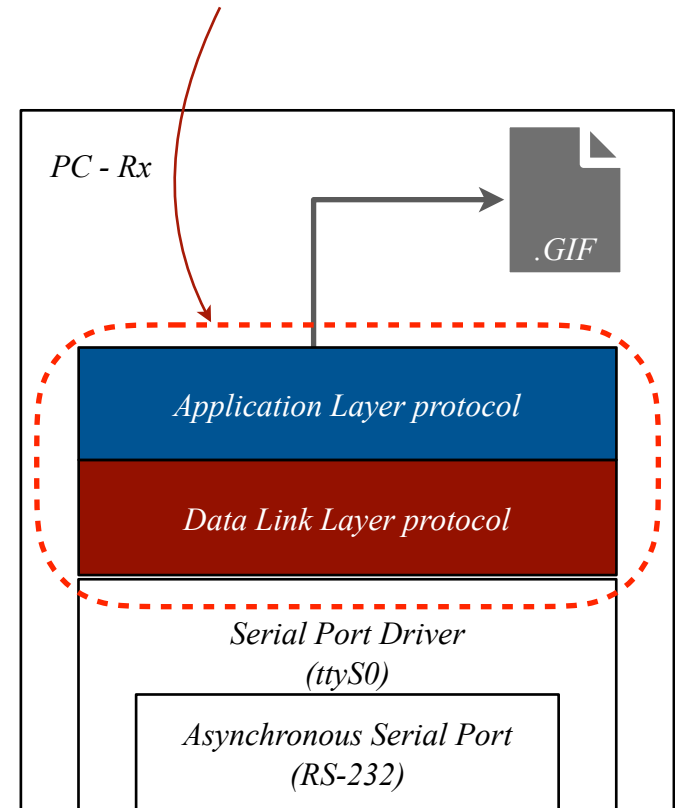 PC - Rx
.GIF
Application Layer protocol
Data Link Layer protocol
Serial Port Driver
(ttyS0)
Asynchronous Serial Port
(RS-232)